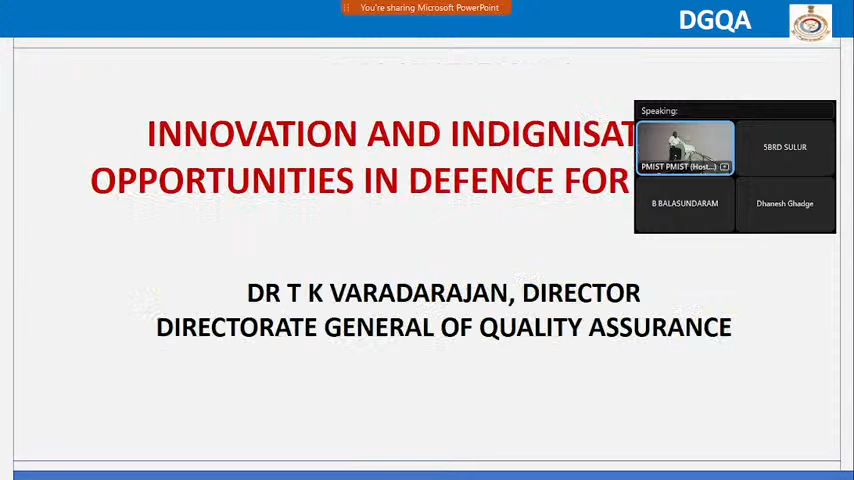 You're sharing Microsoft PowerPoint
DGQA
Speaking:
INNOVATION AND INDIGNISAT
PMIST PMIST (Host...)
5BRD SULUR
OPPORTUNITIES IN DEFENCE FOR
B BALASUNDARAM
Dhanesh Ghadge
DR T K VARADARAJAN, DIRECTOR
DIRECTORATE GENERAL OF QUALITY ASSURANCE